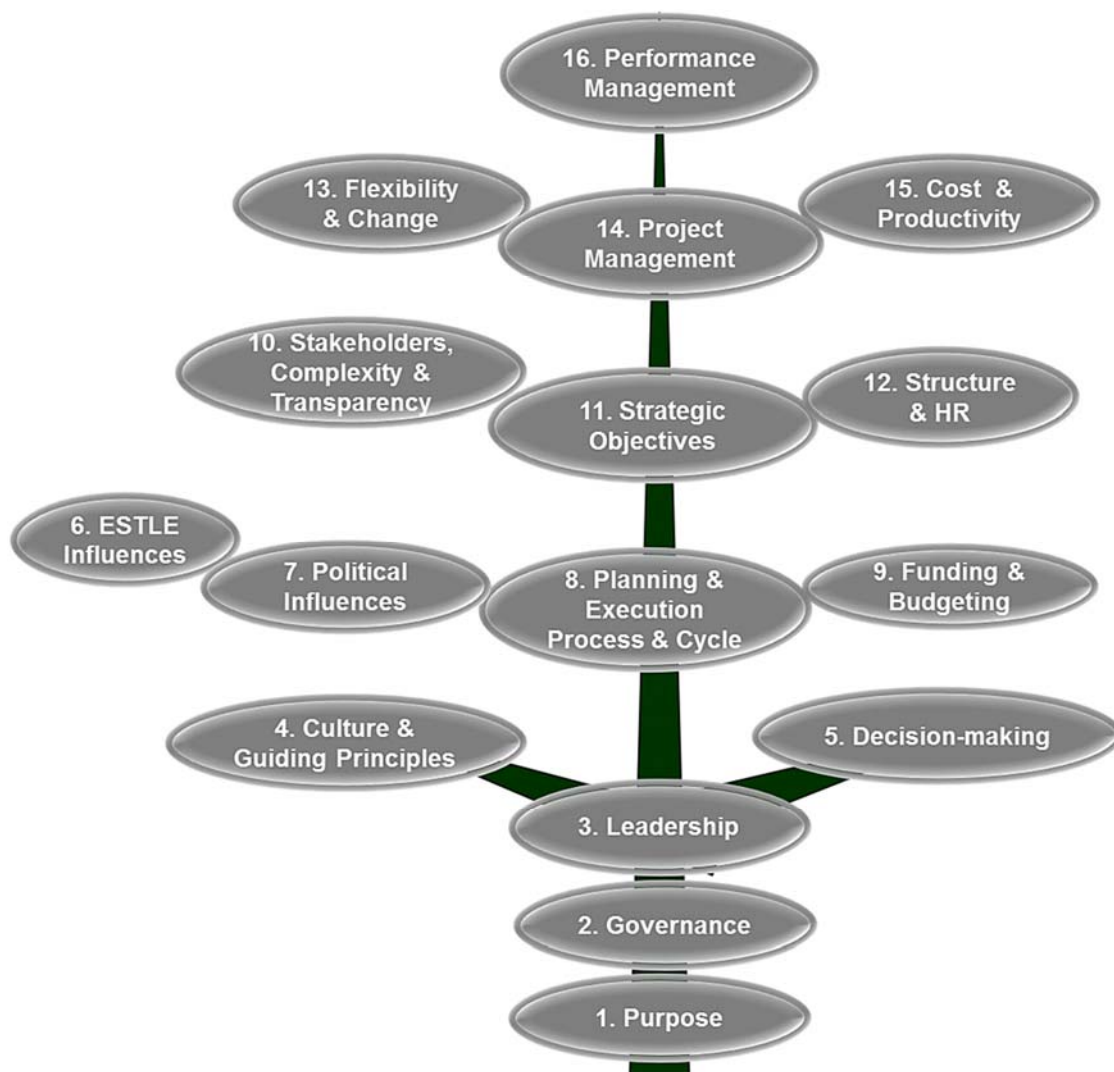 16. Performance
Management
13. Flexibility
& Change
14. Project
Management
15. Cost & 
Productivity
10. Stakeholders,
Complexity &
Transparency
11. Strategic
Objectives
12. Structure
& HR
6. ESTLE
Influences
7. Political
Influences
8. Planning &
Execution
Process & Cycle
9. Funding &
Budgeting
4. Culture &
Guiding Principles
5. Decision-making
3. Leadership
2. Governance
1. Purpose